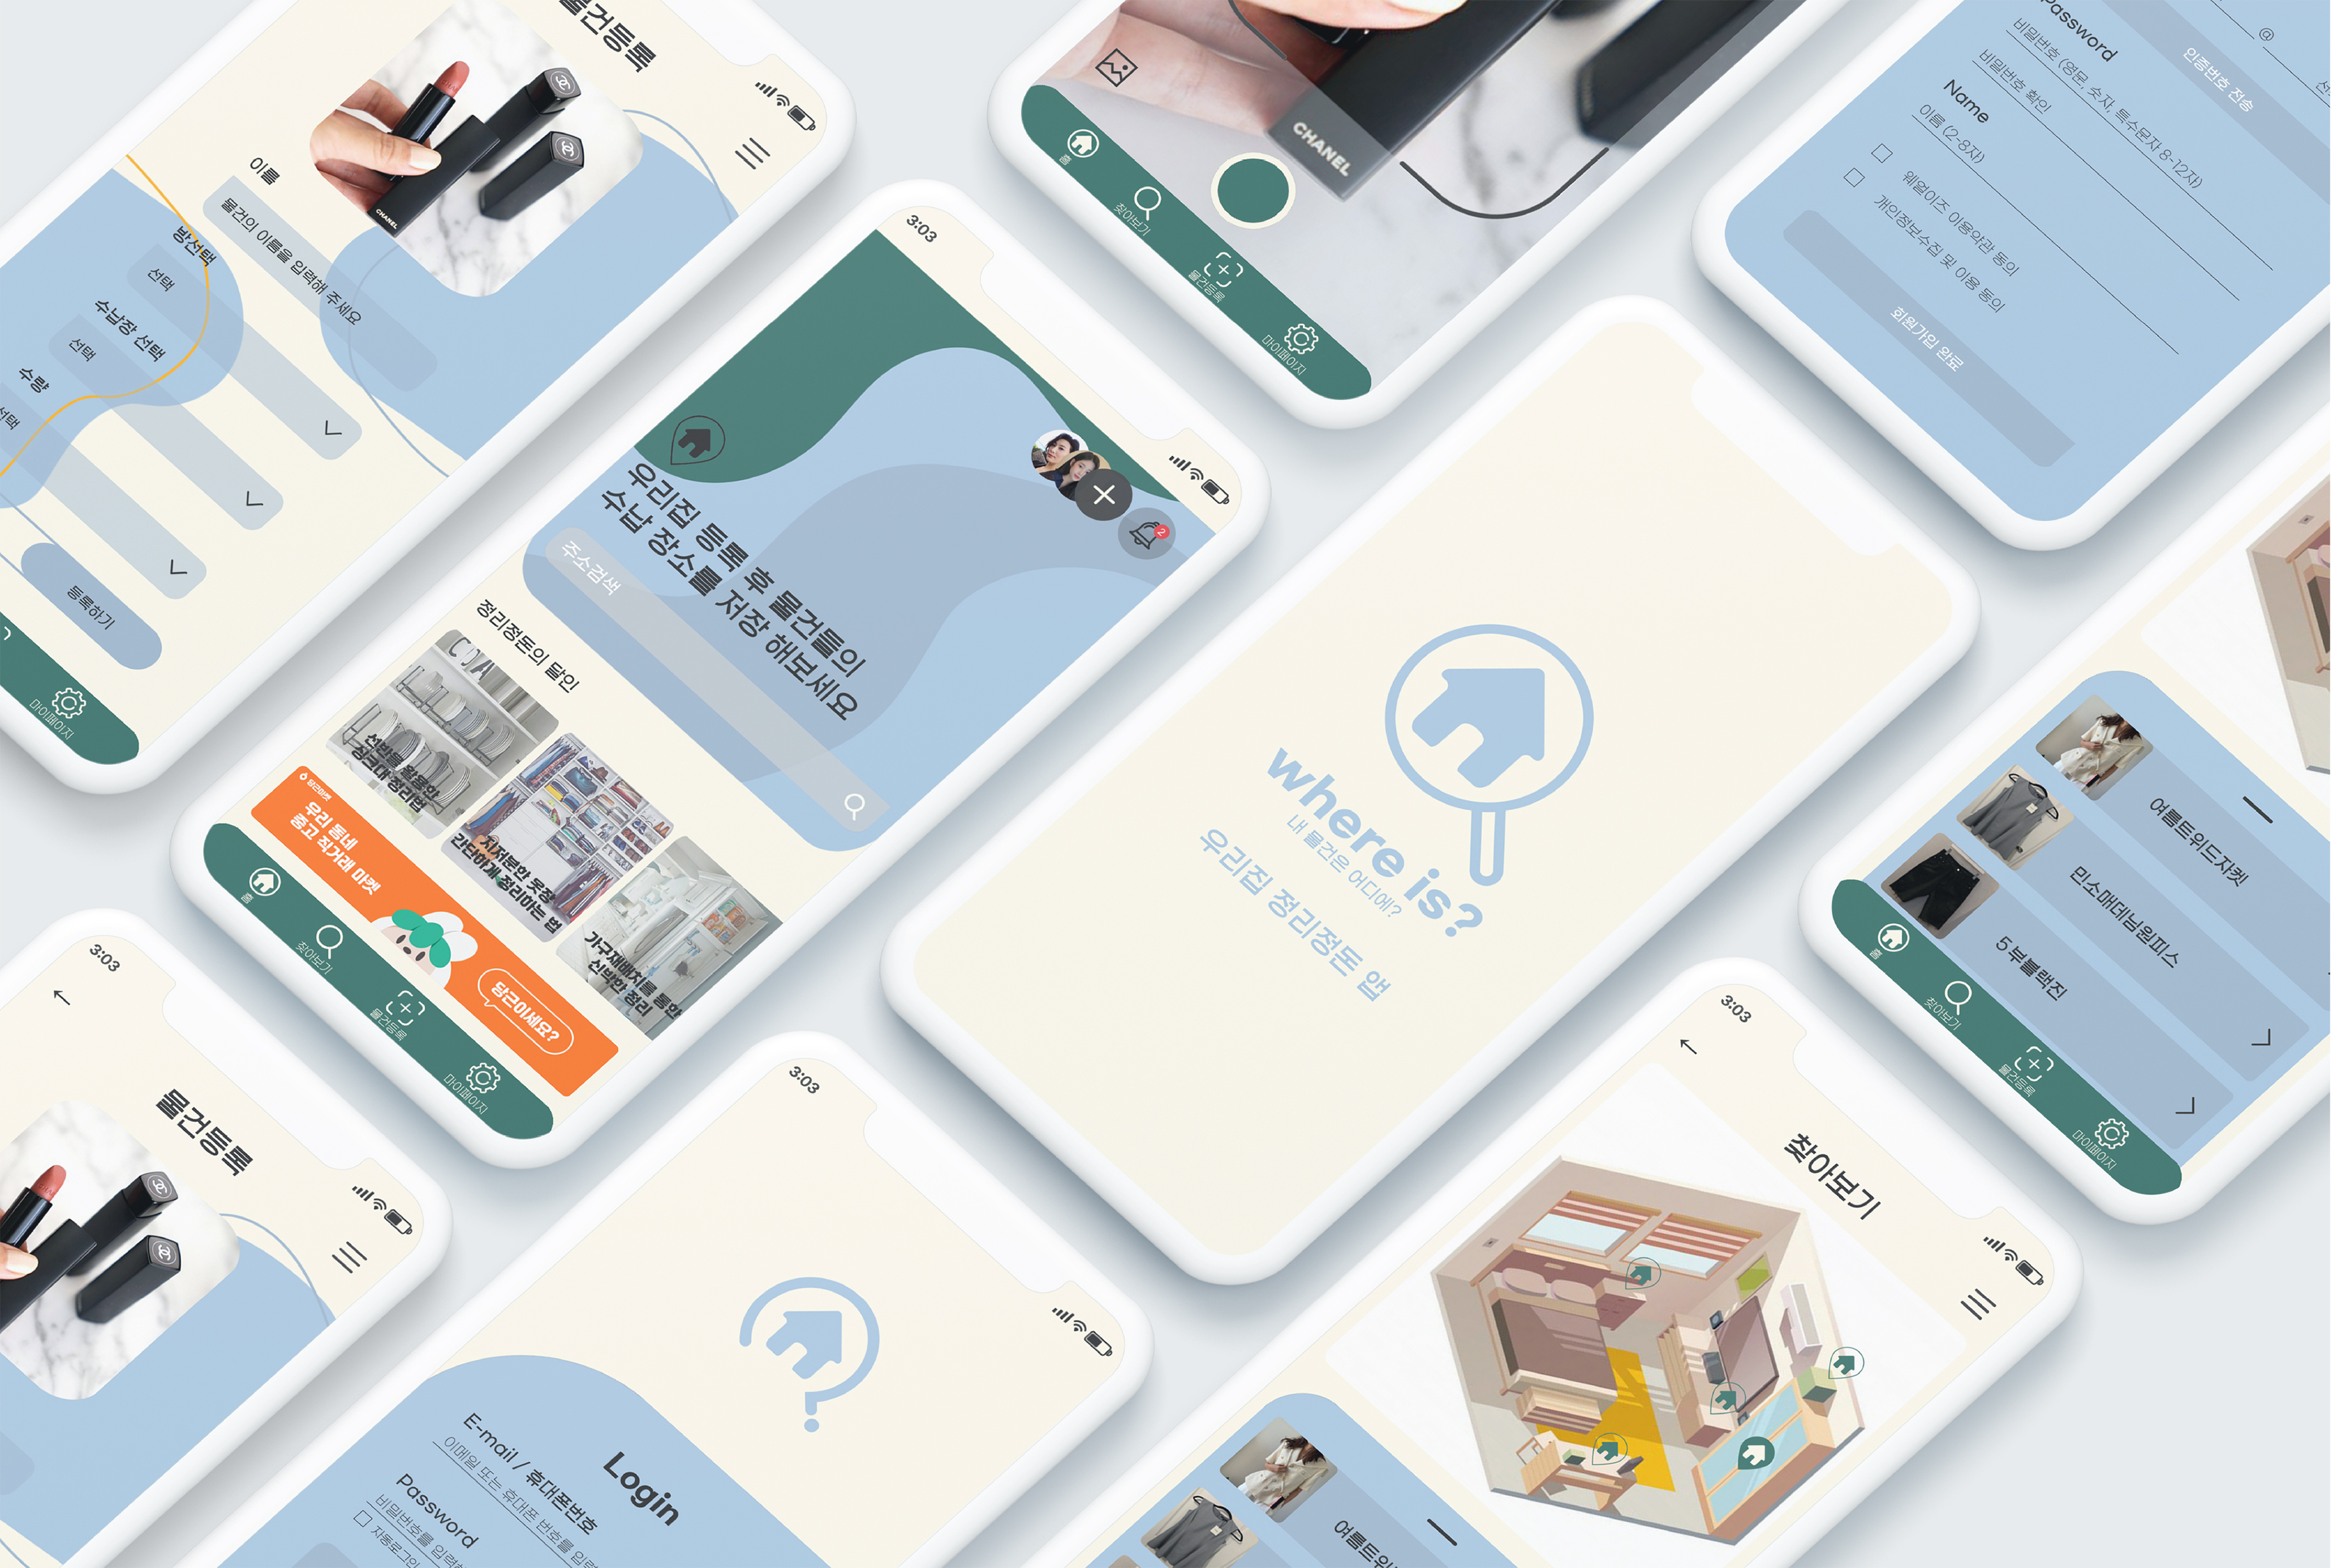 물건등록
이름
물건의 이름을 입력해 주세요
방선택
선택
수납장 선택
선택
수량
선택
등록하기
마이페이지
CHANEL
3:03
우리집 등록 후 물건들의
수납 장소를 저장 해보세요
2
주소검색
정리정돈의 달인
선반을 활용한
싱크대 정리법
지저분한 옷장
간단하게 정리하는 법
가구재배치를 통한
신박한 정리
당근마켓
우리 동네
중고 직거래 마켓
당근이세요?
홈
찾아보기
물건등록
마이페이지
CHANEL
홈
찾아보기
물건등록
마이페이지
@
인증번호 전송
Password
비밀번호 (영문, 숫자, 특수문자 8-12자)
비밀번호 확인
Name
이름 (2-8자)
웨얼이즈 이용약관 동의
개인정보수집 및 이용 동의
회원가입 완료
where is?
내 물건은 어디에?
우리집 정리정돈 앱
여름트위드자켓
민소매데님원피스
5부블랙진
홈
찾아보기
물건등록
마이페이지
3:03
물건등록
3:03
Login
E-mail / 휴대폰번호
이메일 또는 휴대폰 번호를 입력
Password
비밀번호를 입력
자동로그인
3:03
찾아보기
여름트위